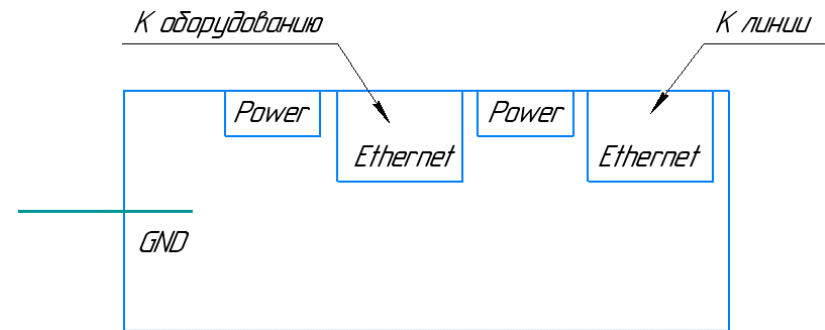 К оборудованию
К линии
Power
Ethernet
Power
Ethernet
GND